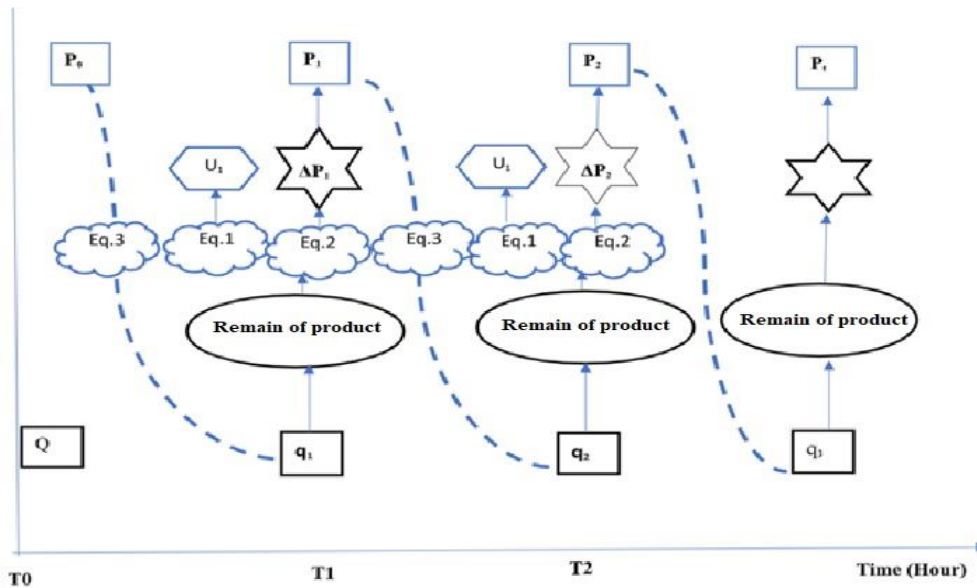 P₀ P₁ P₂
U₁ ΔP₁ U₁ ΔP₂
Eq.3 Eq.1 Eq.2 Eq.3 Eq.1 Eq.2
Remain of product Remain of product Remain of product
Q q₁ q₂ q₃
T0 T1 T2 Time (Hour)